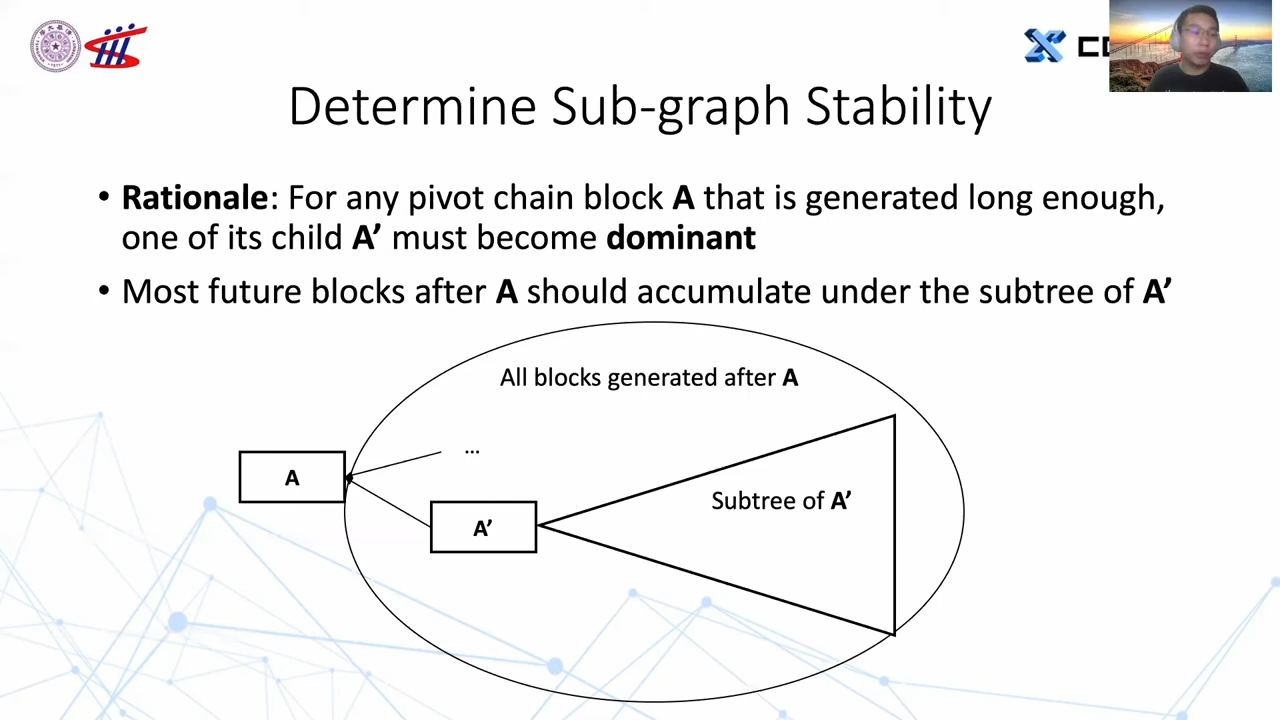 Determine Sub-graph Stability
• Rationale: For any pivot chain block A that is generated long enough,
one of its child A’ must become dominant
• Most future blocks after A should accumulate under the subtree of A’
All blocks generated after A
...
A
Subtree of A’
A’